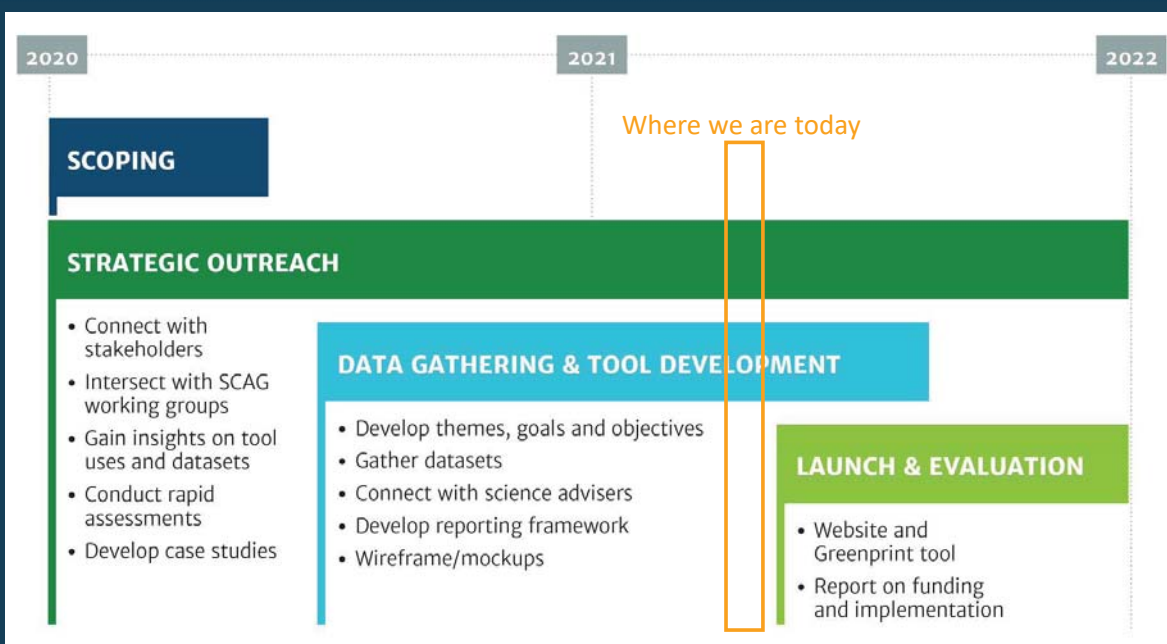 2020
2021
2022
Where we are today
SCOPING
STRATEGIC OUTREACH
• Connect with
stakeholders
• Intersect with SCAG
working groups
• Gain insights on tool
uses and datasets
• Conduct rapid
assessments
• Develop case studies
DATA GATHERING & TOOL DEVELOPMENT
• Develop themes, goals and objectives
• Gather datasets
• Connect with science advisers
• Develop reporting framework
• Wireframe/mockups
LAUNCH & EVALUATION
• Website and
Greenprint tool
• Report on funding
and implementation